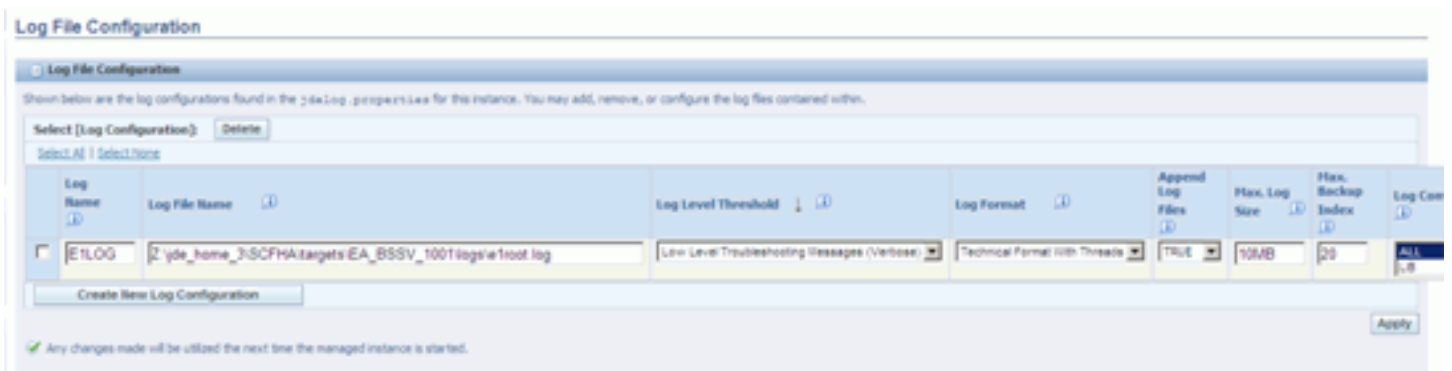 Log File Configuration
Log File Configuration
Shown below are the log configurations found in the jdelog.properties for this instance. You may add, remove, or configure the log files contained within.
Select [Log Configuration]: Delete
Select All | Select None
Log Name Log File Name Log Level Threshold Log Format Append Log Files Max. Log Size Max. Backup Index Log Com
E1LOG Z:\jde_home_3\SCFHA\targets\EA_BSSV_1001\logs\e1root.log Low Level Troubleshooting Messages (Verbose) Technical Format With Threads TRUE 10MB 20 ALL
Create New Log Configuration
Apply
Any changes made will be utilized the next time the managed instance is started.